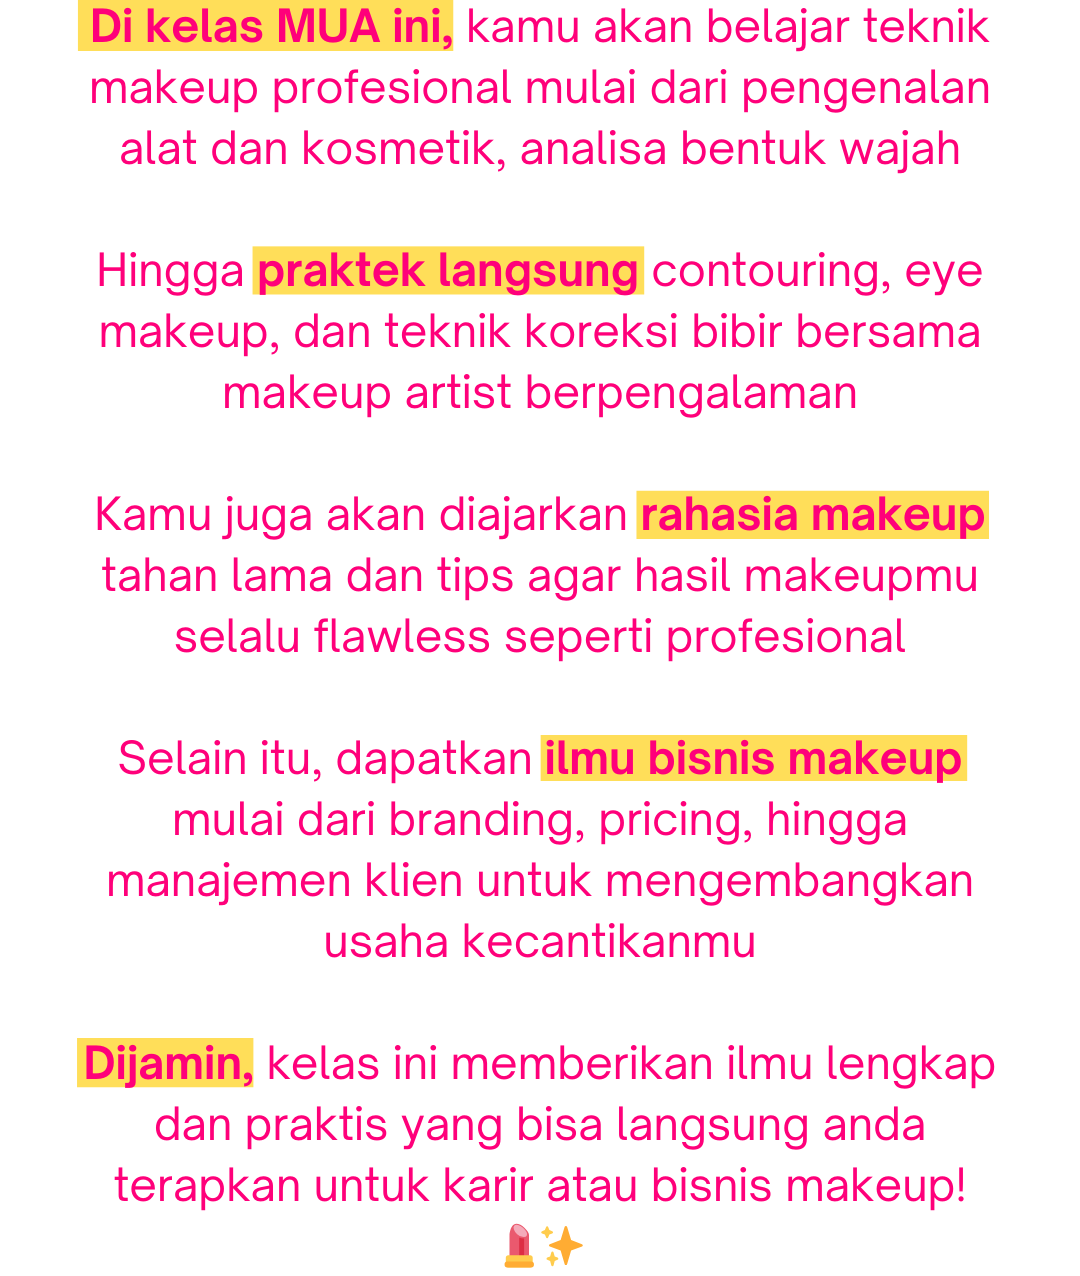 Di kelas MUA ini, kamu akan belajar teknik
makeup profesional mulai dari pengenalan
alat dan kosmetik, analisa bentuk wajah
Hingga praktek langsung contouring, eye
makeup, dan teknik koreksi bibir bersama
makeup artist berpengalaman
Kamu juga akan diajarkan rahasia makeup
tahan lama dan tips agar hasil makeupmu
selalu flawless seperti profesional
Selain itu, dapatkan ilmu bisnis makeup
mulai dari branding, pricing, hingga
manajemen klien untuk mengembangkan
usaha kecantikanmu
Dijamin, kelas ini memberikan ilmu lengkap
dan praktis yang bisa langsung anda
terapkan untuk karir atau bisnis makeup!
💄✨